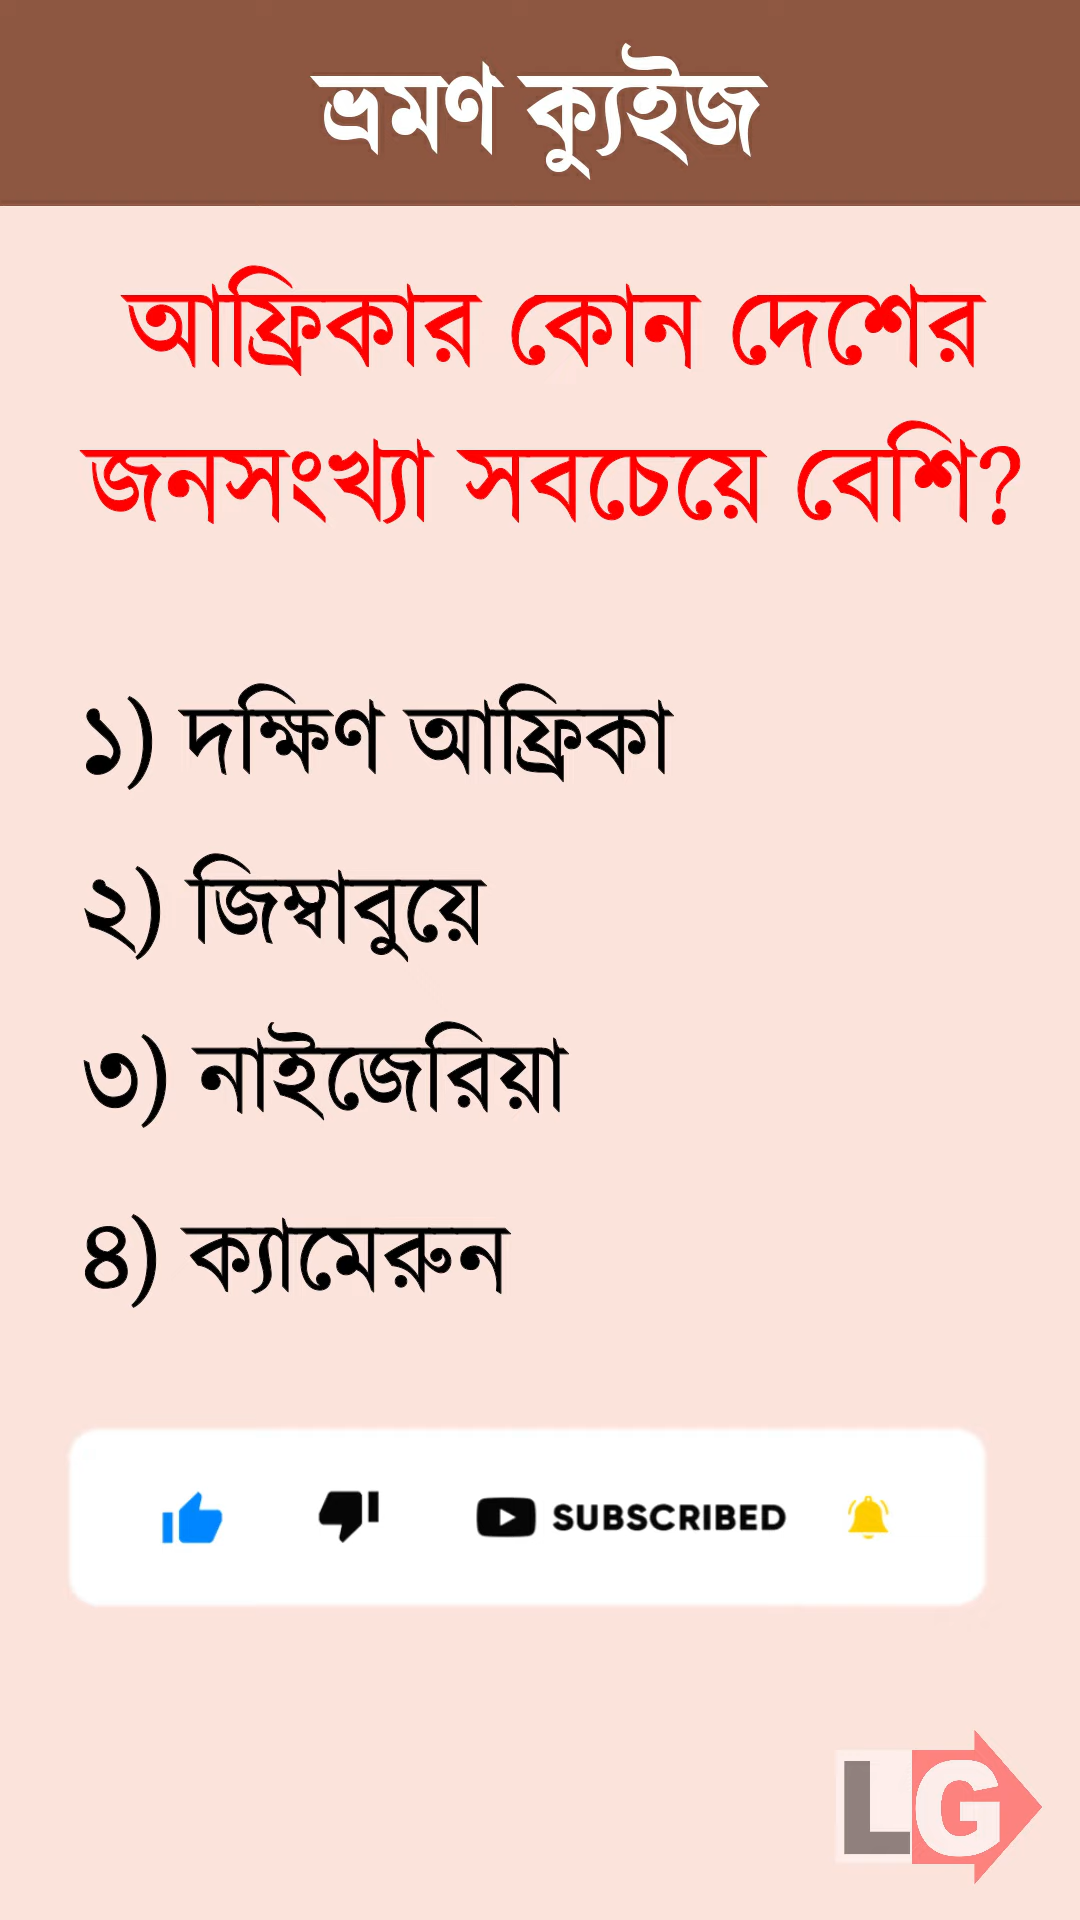 ভ্রমণ ক্যুইজ
আফ্রিকার কোন দেশের
জনসংখ্যা সবচেয়ে বেশি?
১) দক্ষিণ আফ্রিকা
২) জিম্বাবুয়ে
৩) নাইজেরিয়া
৪) ক্যামেরুন
SUBSCRIBED
LG